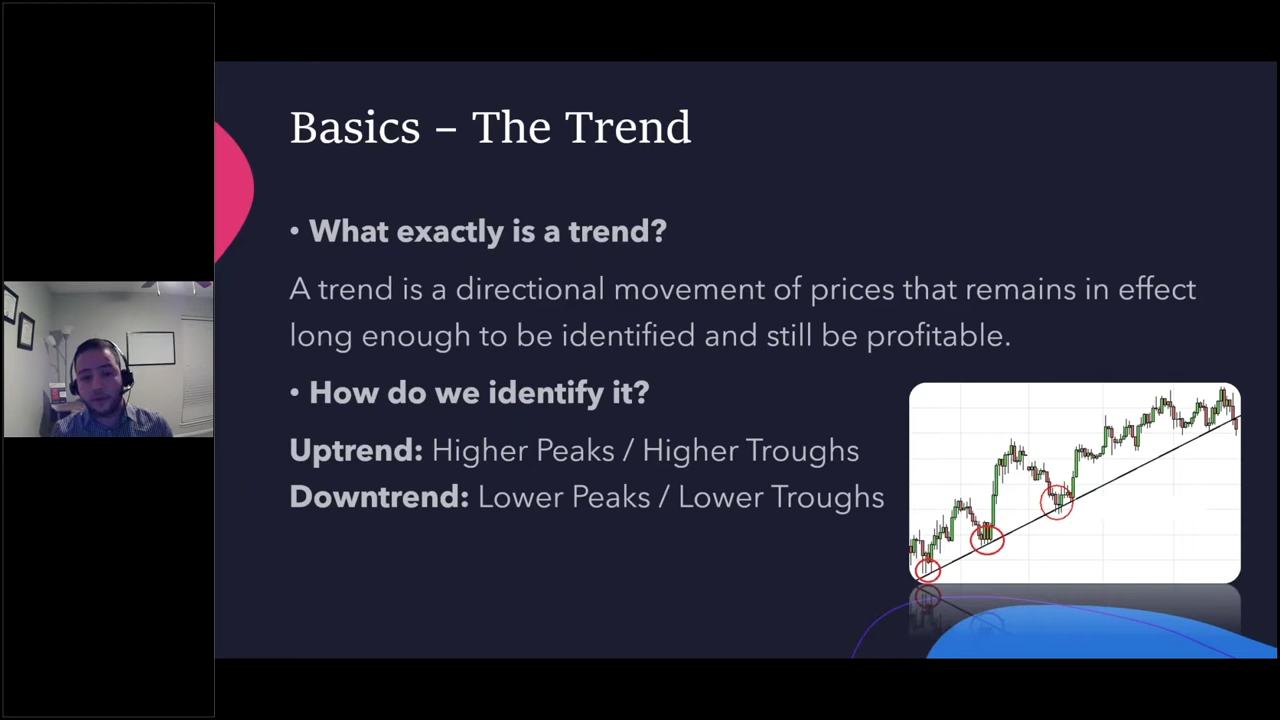 Basics – The Trend
• What exactly is a trend?
A trend is a directional movement of prices that remains in effect
long enough to be identified and still be profitable.
• How do we identify it?
Uptrend: Higher Peaks / Higher Troughs
Downtrend: Lower Peaks / Lower Troughs